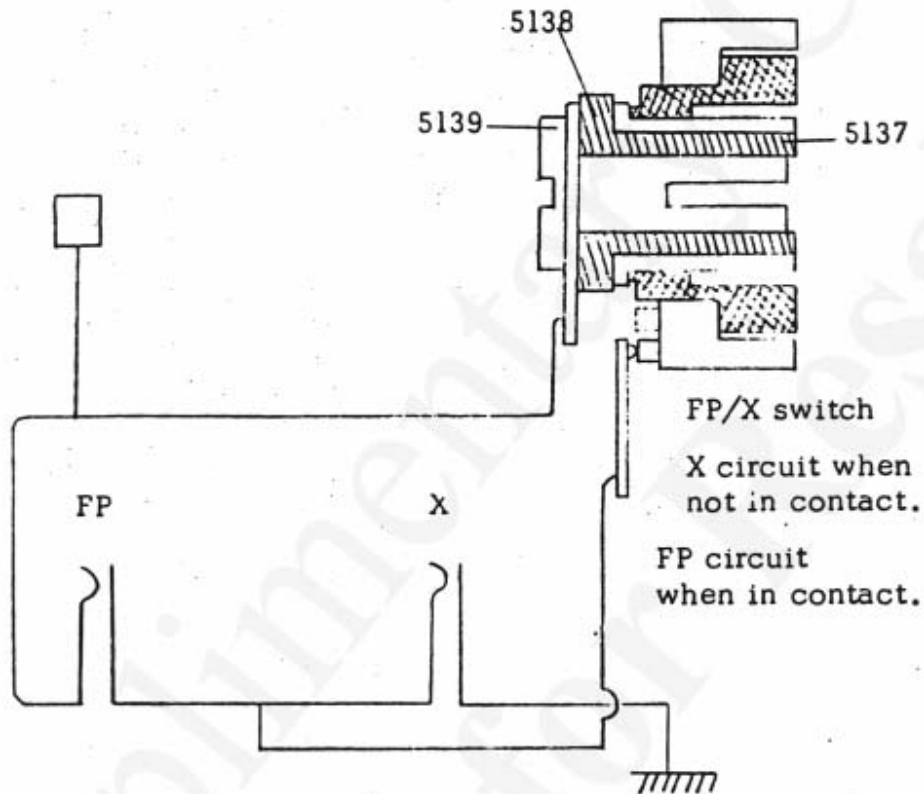 5138
5139
5137
FP/X switch
X circuit when
not in contact.
FP
X
FP circuit
when in contact.